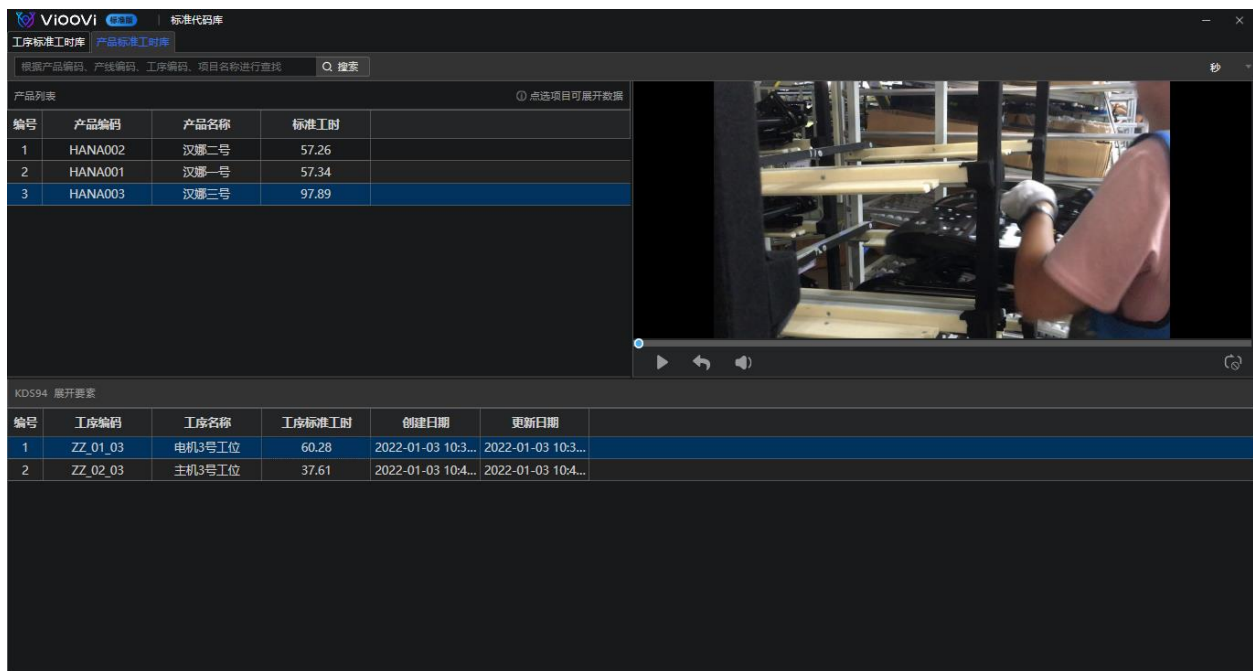 ViOOVi 标准版 标准代码库
工序标准工时库 产品标准工时库
根据产品编码、产线编码、工序编码、项目名称进行查找 搜索 秒
产品列表 点选项目可展开数据
编号 产品编码 产品名称 标准工时
1 HANA002 汉娜二号 57.26
2 HANA001 汉娜一号 57.34
3 HANA003 汉娜三号 97.89
KDS94 展开要素
编号 工序编码 工序名称 工序标准工时 创建日期 更新日期
1 ZZ_01_03 电机3号工位 60.28 2022-01-03 10:3... 2022-01-03 10:3...
2 ZZ_02_03 主机3号工位 37.61 2022-01-03 10:4... 2022-01-03 10:4...